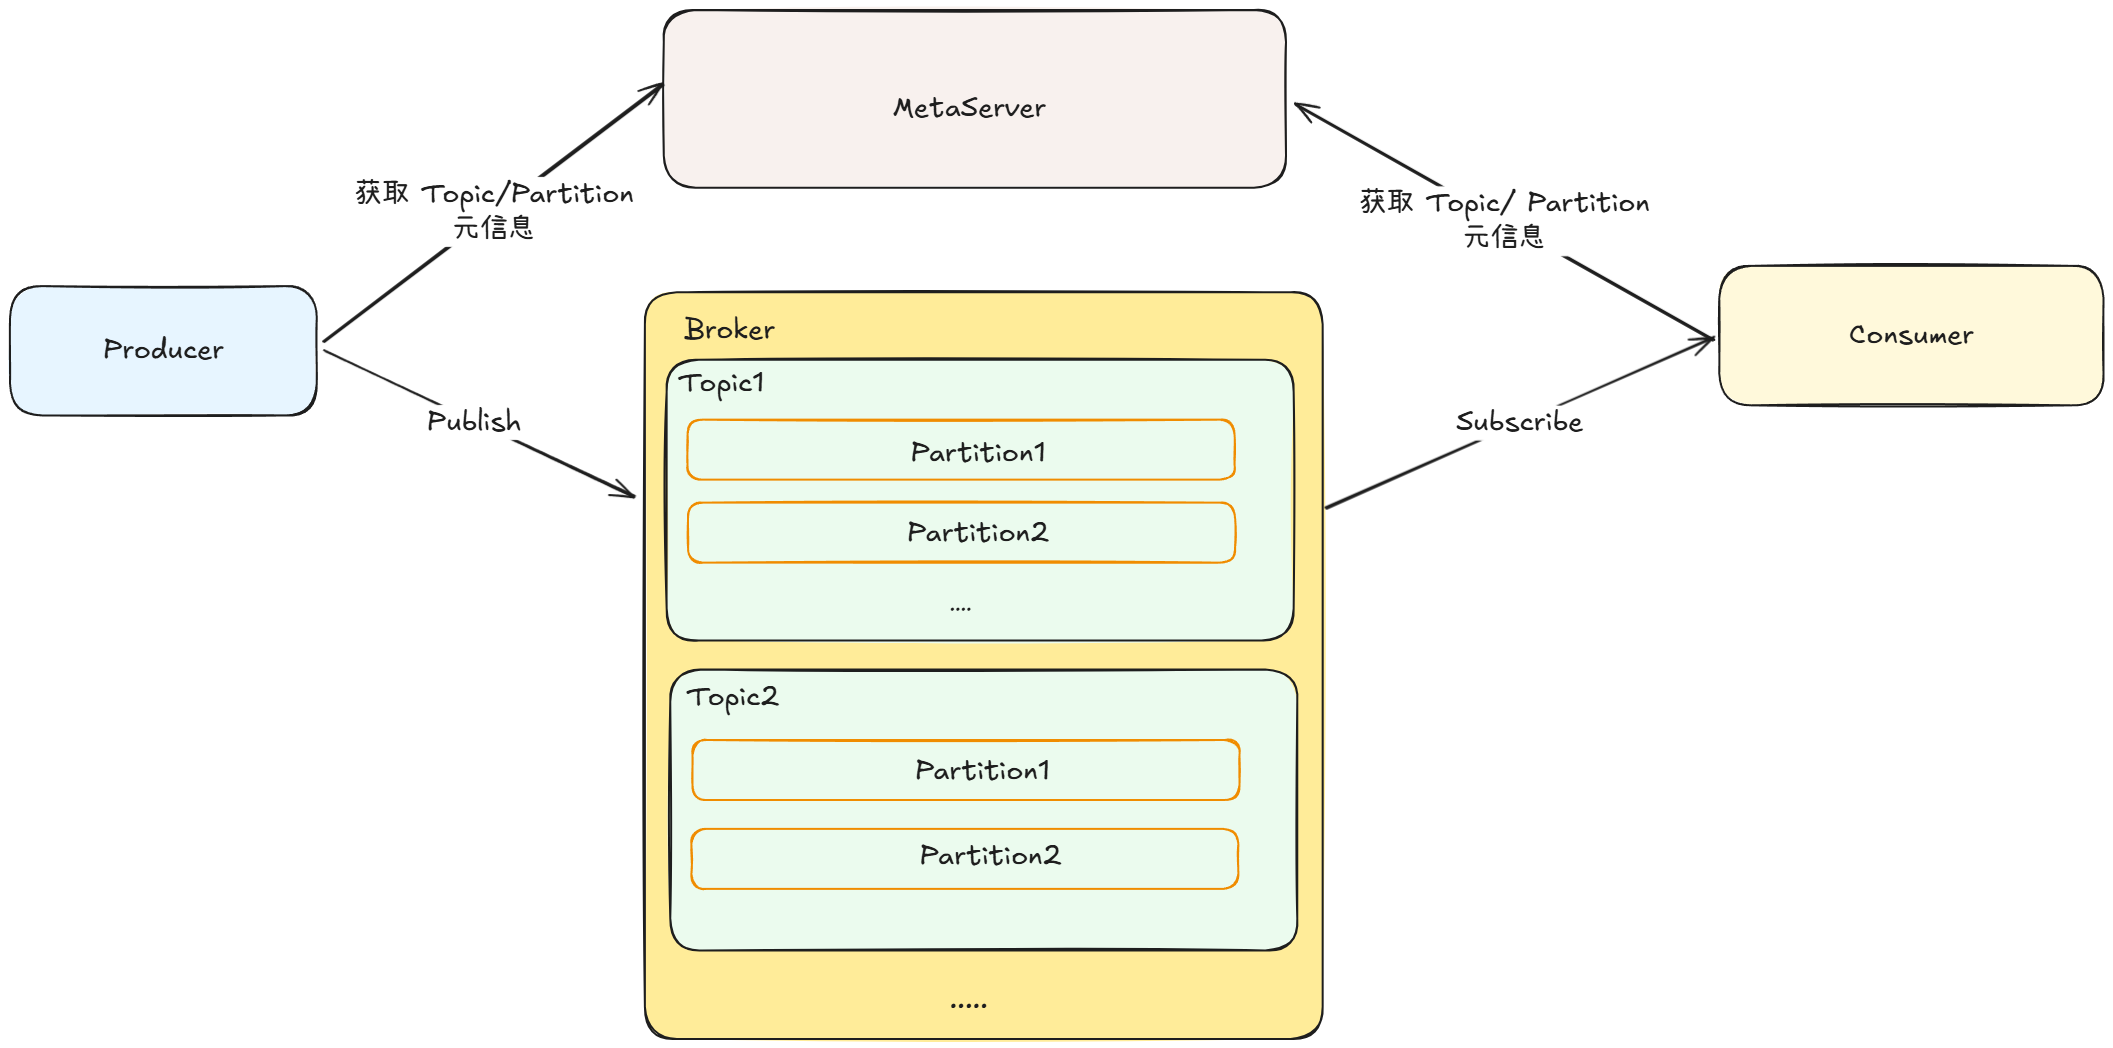 MetaServer
获取 Topic/Partition
元信息
获取 Topic/ Partition
元信息
Producer
Consumer
Publish
Subscribe
Broker
Topic1
Partition1
Partition2
....
Topic2
Partition1
Partition2
.....